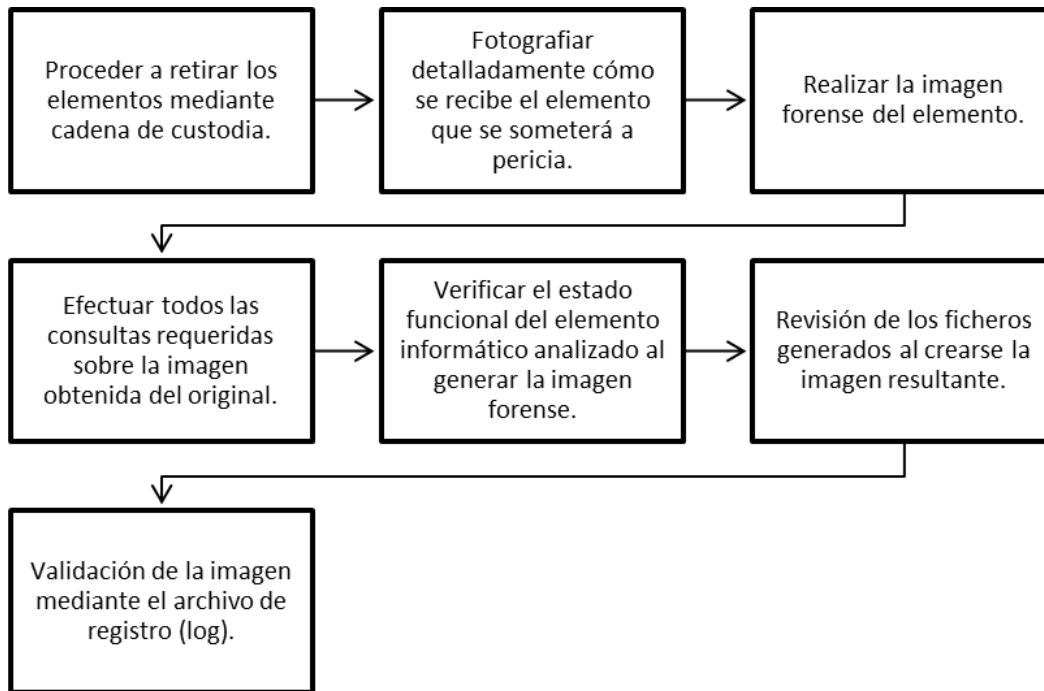 Proceder a retirar los
elementos mediante
cadena de custodia.
Fotografiar
detalladamente cómo
se recibe el elemento
que se someterá a
pericia.
Realizar la imagen
forense del elemento.
Efectuar todos las
consultas requeridas
sobre la imagen
obtenida del original.
Verificar el estado
funcional del elemento
informático analizado al
generar la imagen
forense.
Revisión de los ficheros
generados al crearse la
imagen resultante.
Validación de la imagen
mediante el archivo de
registro (log).